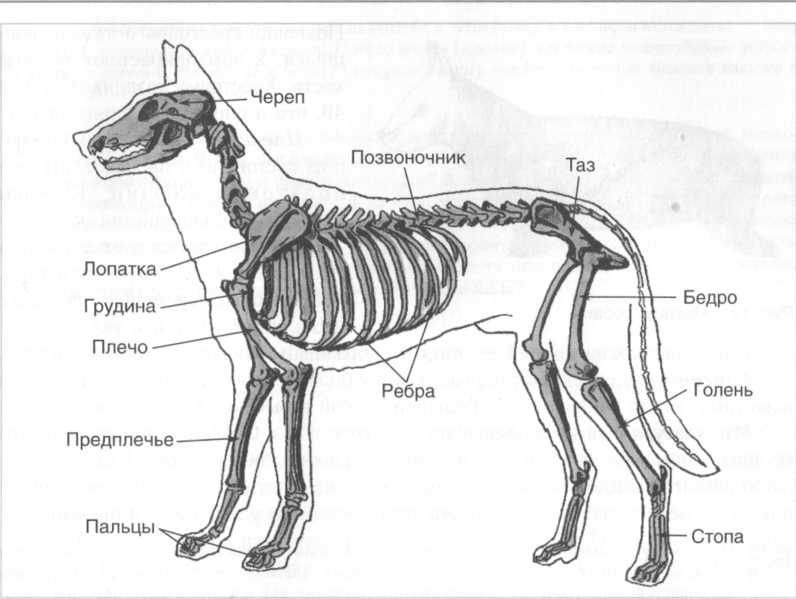 Череп
Позвоночник
Таз
Лопатка
Грудина
Бедро
Плечо
Ребра
Голень
Предплечье
Пальцы
Стопа